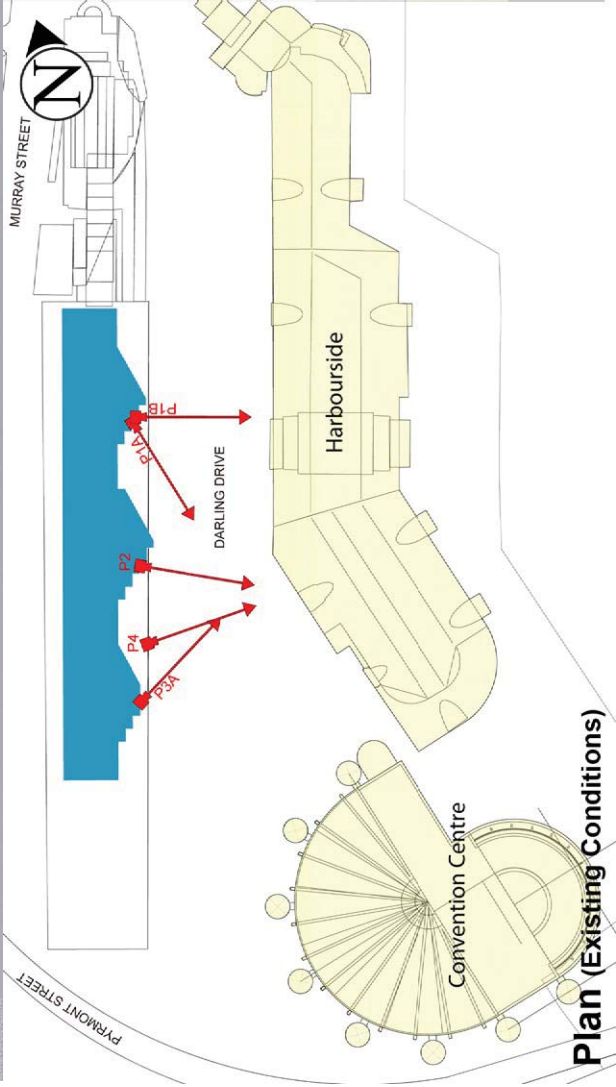 MURRAY STREET
N
P1B
P1A
DARLING DRIVE
P2
P4
P3A
Harbourside
Convention Centre
PYRMONT STREET
Plan (Existing Conditions)